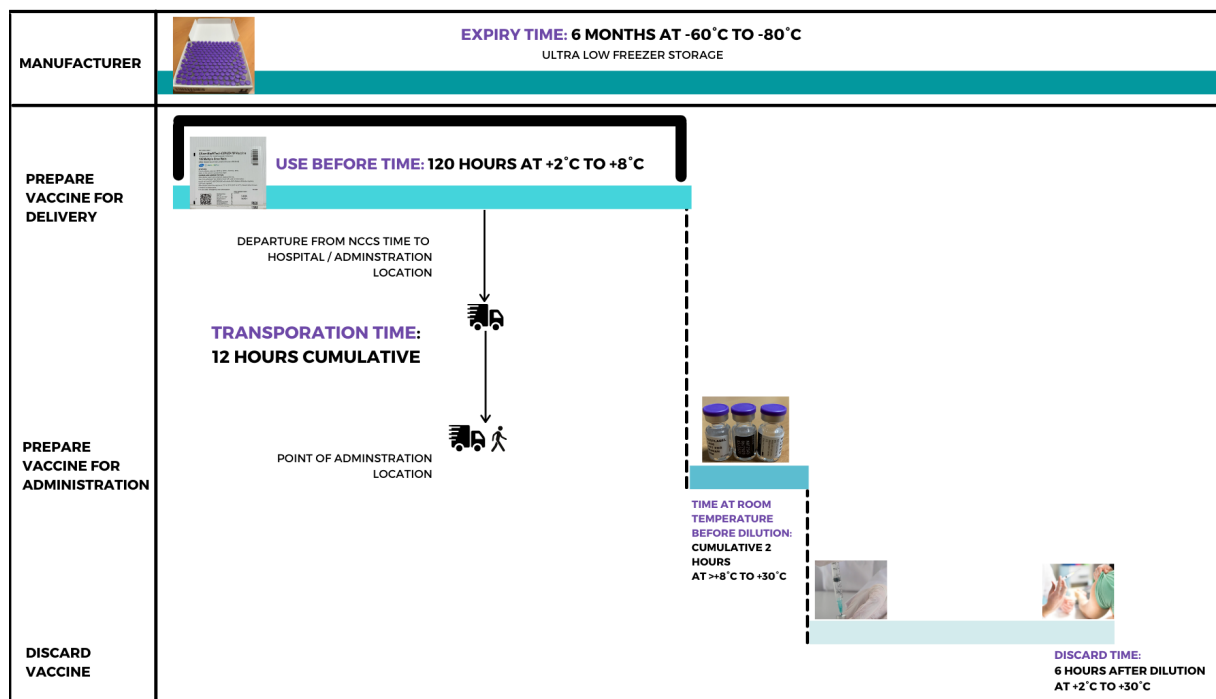 MANUFACTURER
EXPIRY TIME: 6 MONTHS AT -60˚C TO -80˚C
ULTRA LOW FREEZER STORAGE
PREPARE
VACCINE FOR
DELIVERY
USE BEFORE TIME: 120 HOURS AT +2˚C TO +8˚C
DEPARTURE FROM NCCS TIME TO
HOSPITAL / ADMINSTRATION
LOCATION
TRANSPORATION TIME:
12 HOURS CUMULATIVE
PREPARE
VACCINE FOR
ADMINISTRATION
POINT OF ADMINSTRATION
LOCATION
TIME AT ROOM
TEMPERATURE
BEFORE DILUTION:
CUMULATIVE 2
HOURS
AT >+8˚C TO +30˚C
DISCARD
VACCINE
DISCARD TIME:
6 HOURS AFTER DILUTION
AT +2˚C TO +30˚C